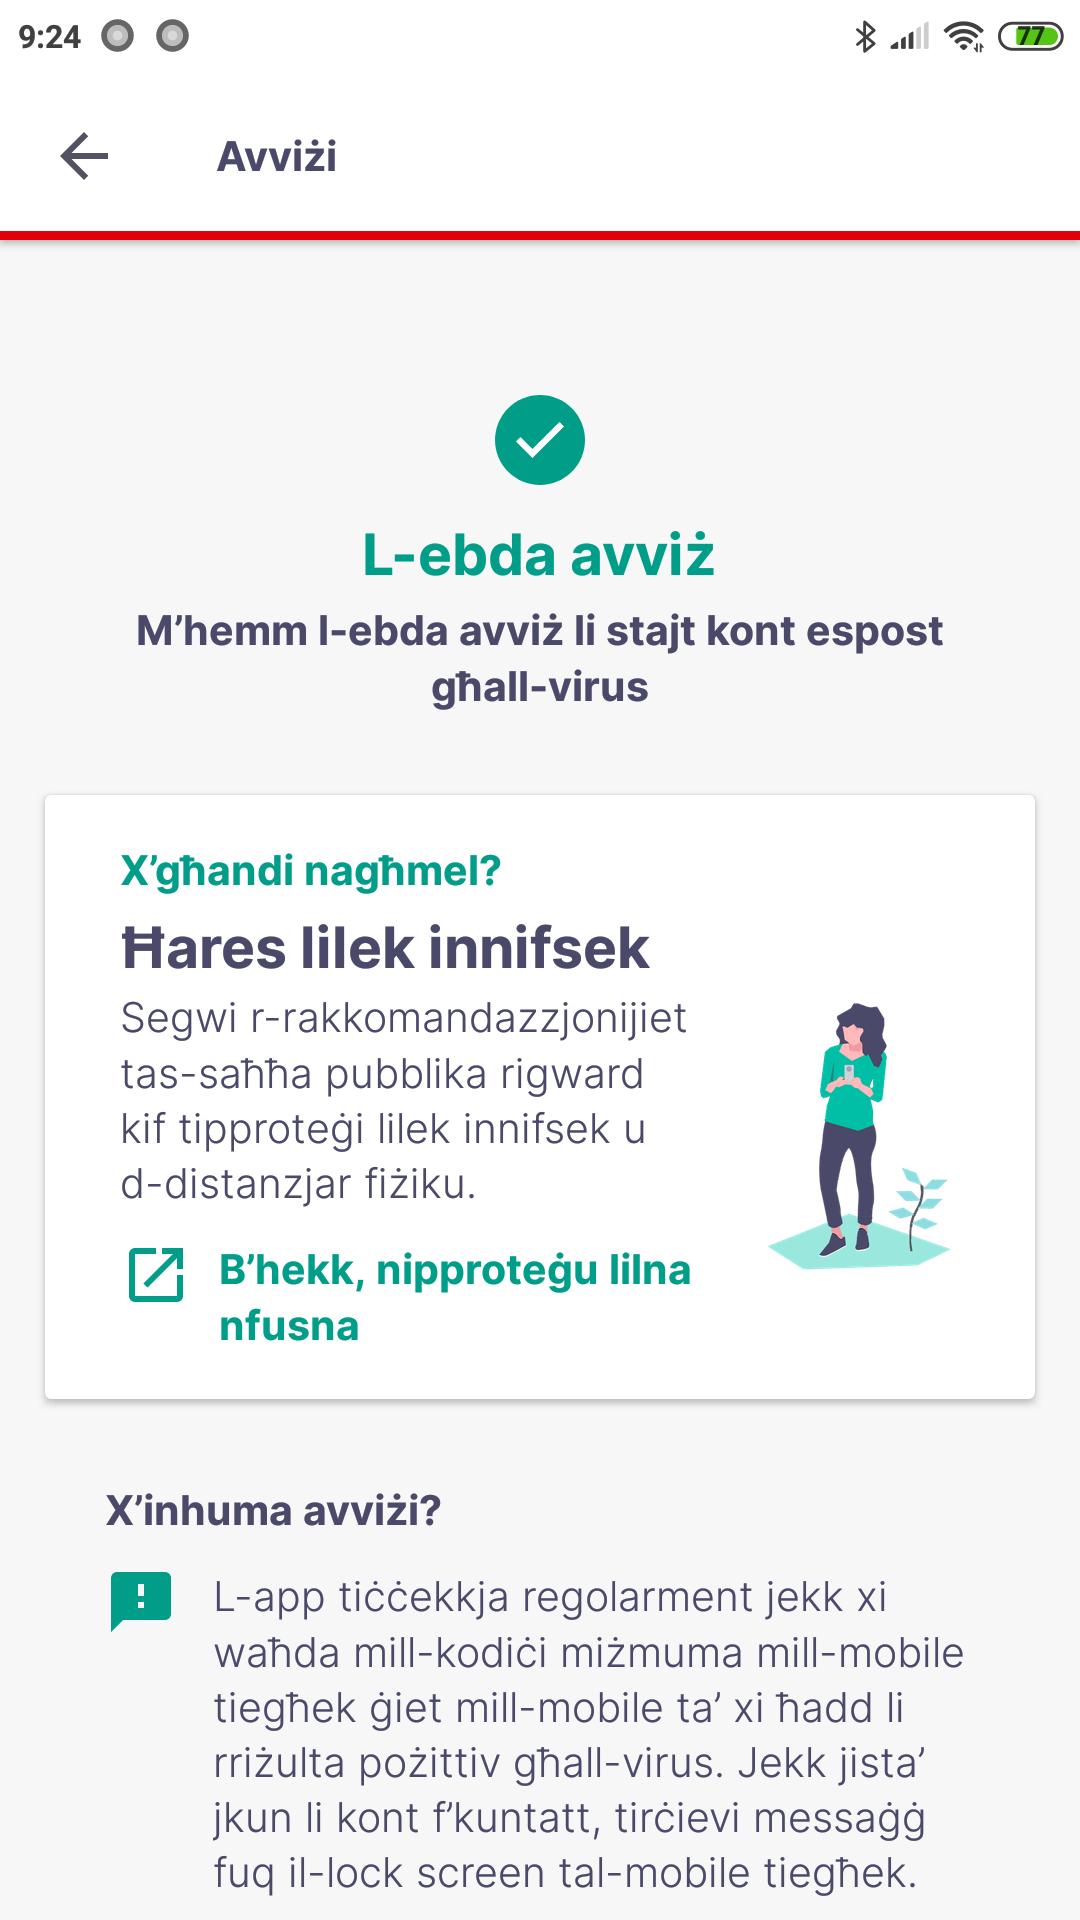 9:24
77
Avviżi
L-ebda avviż
M’hemm l-ebda avviż li stajt kont espost
għall-virus
X’għandi nagħmel?
Ħares lilek innifsek
Segwi r-rakkomandazzjonijiet
tas-saħħa pubblika rigward
kif tipproteġi lilek innifsek u
d-distanzjar fiżiku.
B’hekk, nipproteġu lilna
nfusna
X’inhuma avviżi?
L-app tiċċekkja regolarment jekk xi
waħda mill-kodiċi miżmuma mill-mobile
tiegħek ġiet mill-mobile ta’ xi ħadd li
rriżulta pożittiv għall-virus. Jekk jista’
jkun li kont f’kuntatt, tirċievi messaġġ
fuq il-lock screen tal-mobile tiegħek.